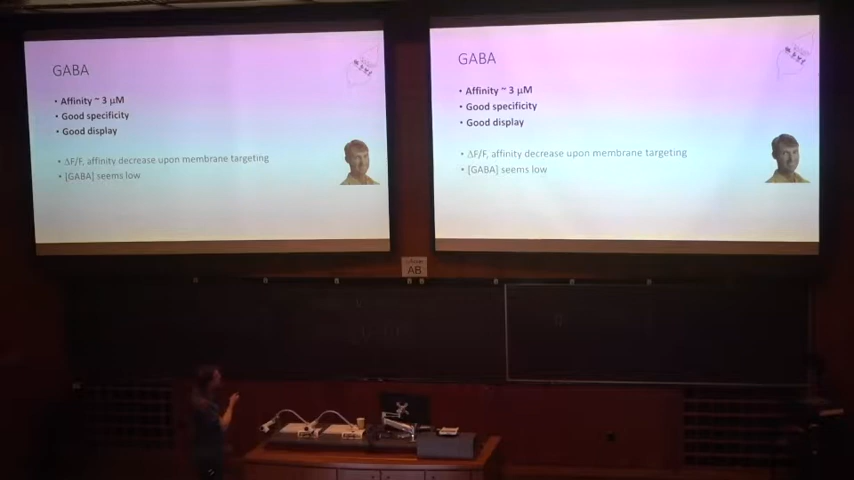 GABA
• Affinity ~ 3 μM
• Good specificity
• Good display
• ΔF/F, affinity decrease upon membrane targeting
• [GABA] seems low
GABA
• Affinity ~ 3 μM
• Good specificity
• Good display
• ΔF/F, affinity decrease upon membrane targeting
• [GABA] seems low
AB